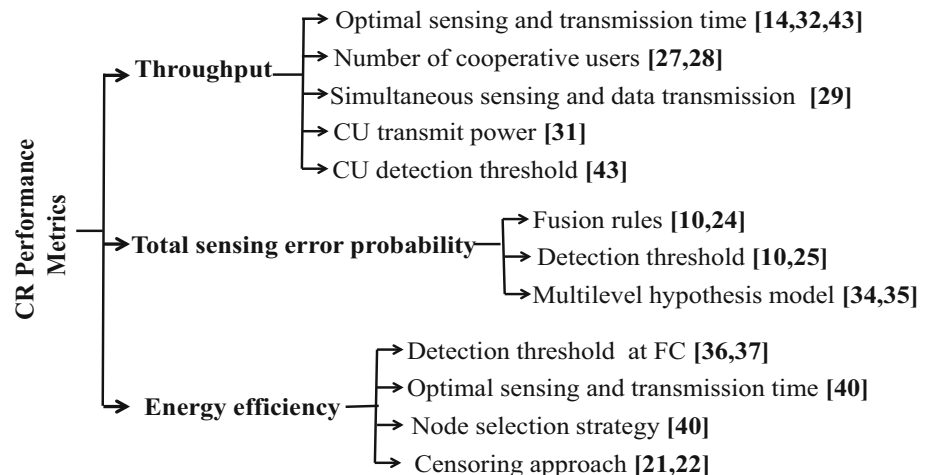 CR Performance
Metrics
Throughput
Optimal sensing and transmission time [14,32,43]
Number of cooperative users [27,28]
Simultaneous sensing and data transmission [29]
CU transmit power [31]
CU detection threshold [43]
Total sensing error probability
Fusion rules [10,24]
Detection threshold [10,25]
Multilevel hypothesis model [34,35]
Energy efficiency
Detection threshold at FC [36,37]
Optimal sensing and transmission time [40]
Node selection strategy [40]
Censoring approach [21,22]